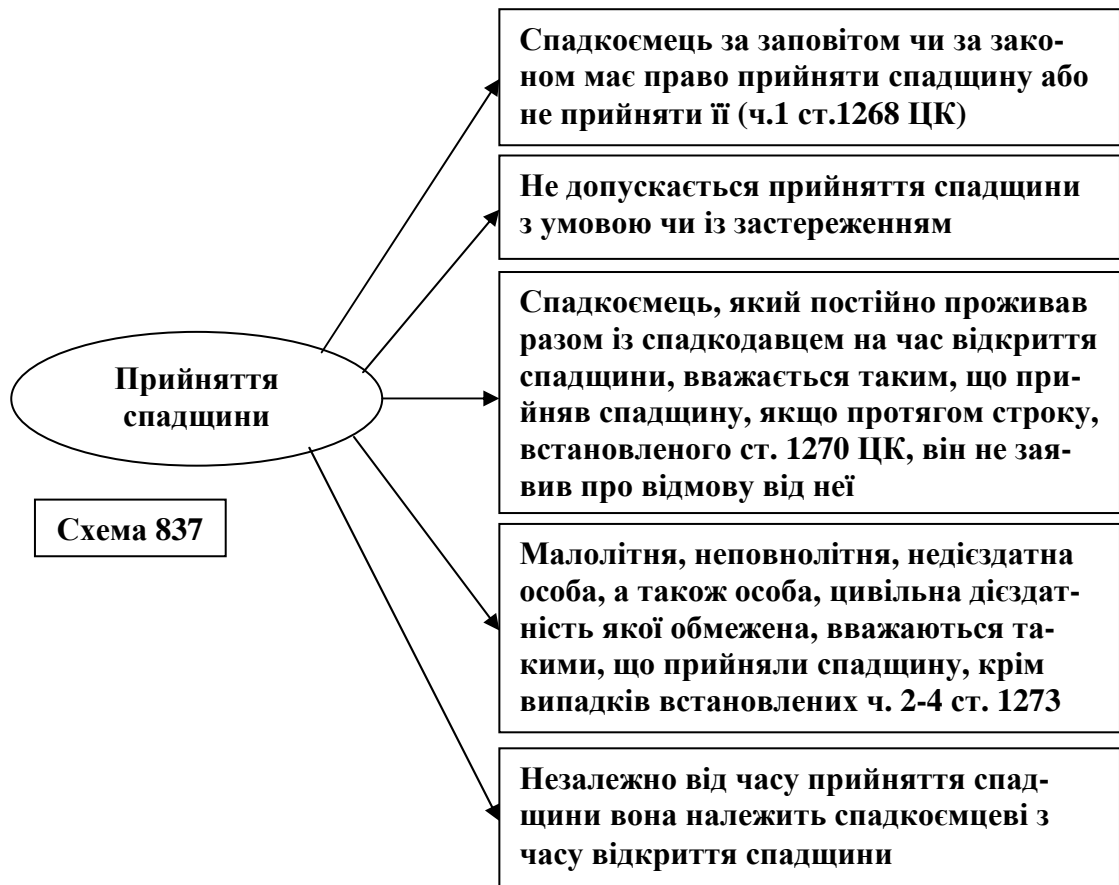 Спадкоємець за заповітом чи за зако-
ном має право прийняти спадщину або
не прийняти її (ч.1 ст.1268 ЦК)
Не допускається прийняття спадщини
з умовою чи із застереженням
Спадкоємець, який постійно проживав
разом із спадкодавцем на час відкриття
спадщини, вважається таким, що при-
йняв спадщину, якщо протягом строку,
встановленого ст. 1270 ЦК, він не зая-
вив про відмову від неї
Прийняття
спадщини
Схема 837
Малолітня, неповнолітня, недієздатна
особа, а також особа, цивільна дієздат-
ність якої обмежена, вважаються та-
кими, що прийняли спадщину, крім
випадків встановлених ч. 2-4 ст. 1273
Незалежно від часу прийняття спад-
щини вона належить спадкоємцеві з
часу відкриття спадщини